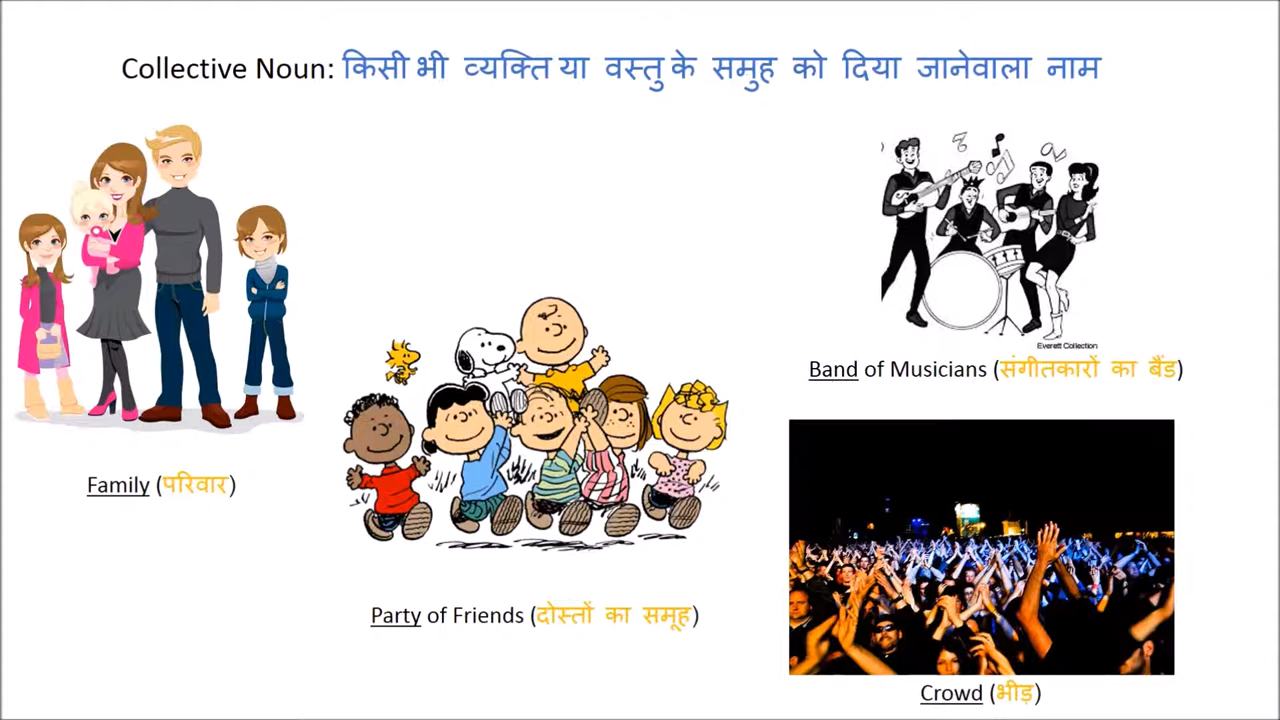 Collective Noun: किसी भी व्यक्ति या वस्तु के समुह को दिया जानेवाला नाम
Everett Collection
Band of Musicians (संगीतकारों का बैंड)
Family (परिवार)
Party of Friends (दोस्तों का समूह)
Crowd (भीड़)